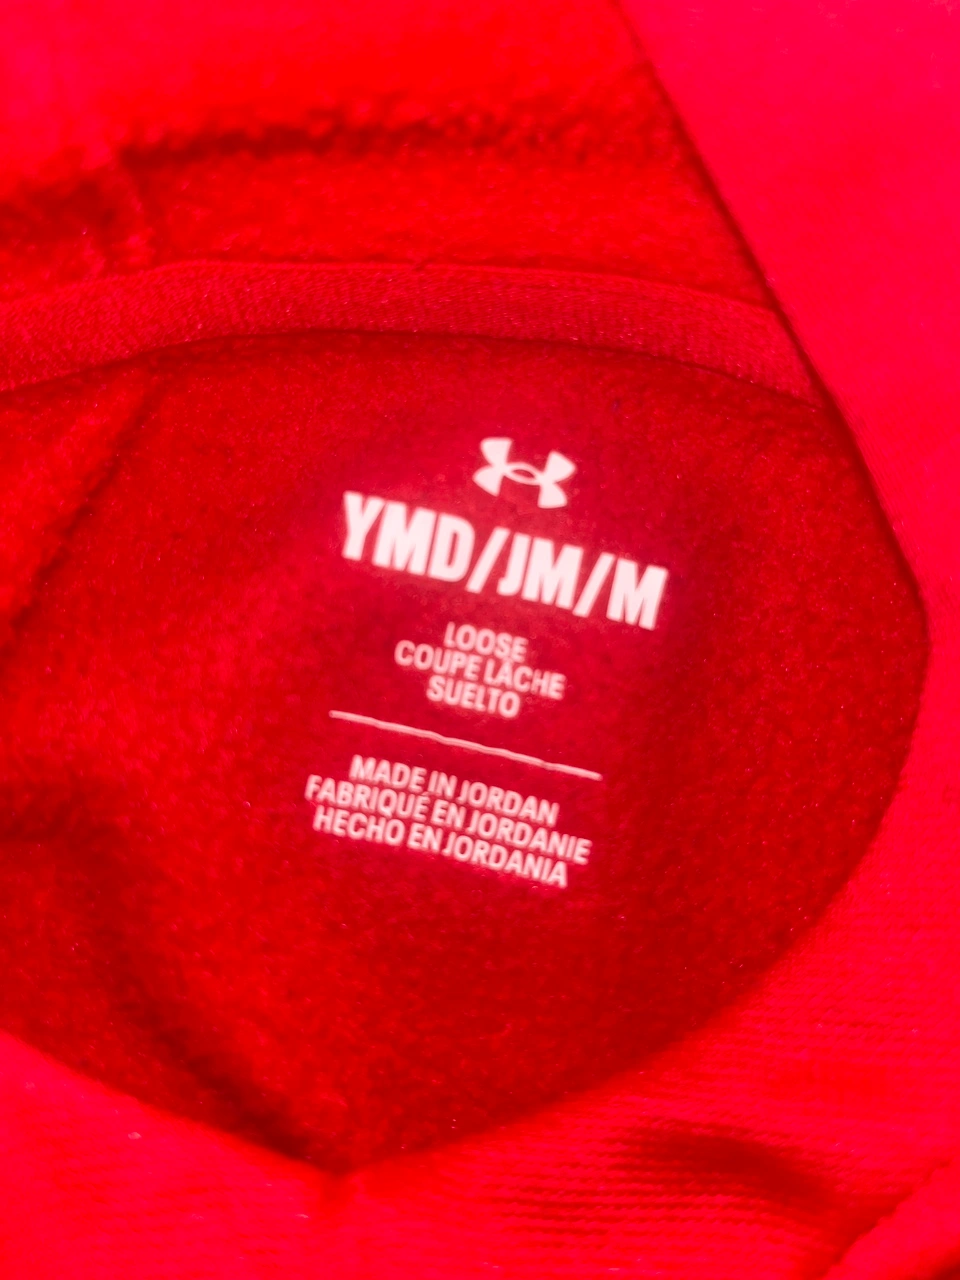 YMD/JM/M
LOOSE
COUPE LÂCHE
SUELTO
MADE IN JORDAN
FABRIQUÉ EN JORDANIE
HECHO EN JORDANIA